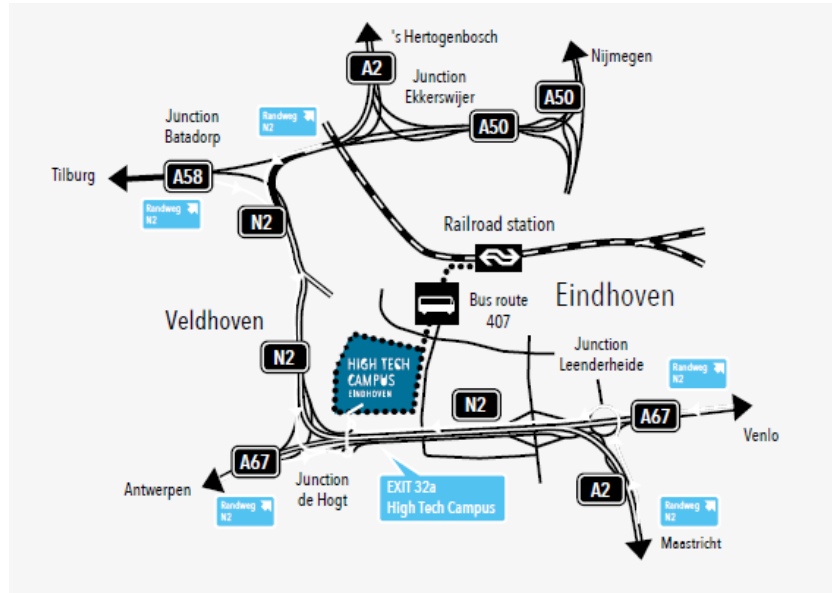 's Hertogenbosch
A2
Junction
Ekkerswijer
Nijmegen
A50
A50
Junction
Batadorp
Randweg
N2
Tilburg
A58
Randweg
N2
N2
Railroad station
Eindhoven
Bus route
407
Veldhoven
N2
HIGH TECH
CAMPUS
EINDHOVEN
Junction
Leenderheide
Randweg
N2
N2
A67
Venlo
A67
Antwerpen
Junction
de Hogt
Randweg
N2
EXIT 32a
High Tech Campus
A2
Randweg
N2
Maastricht